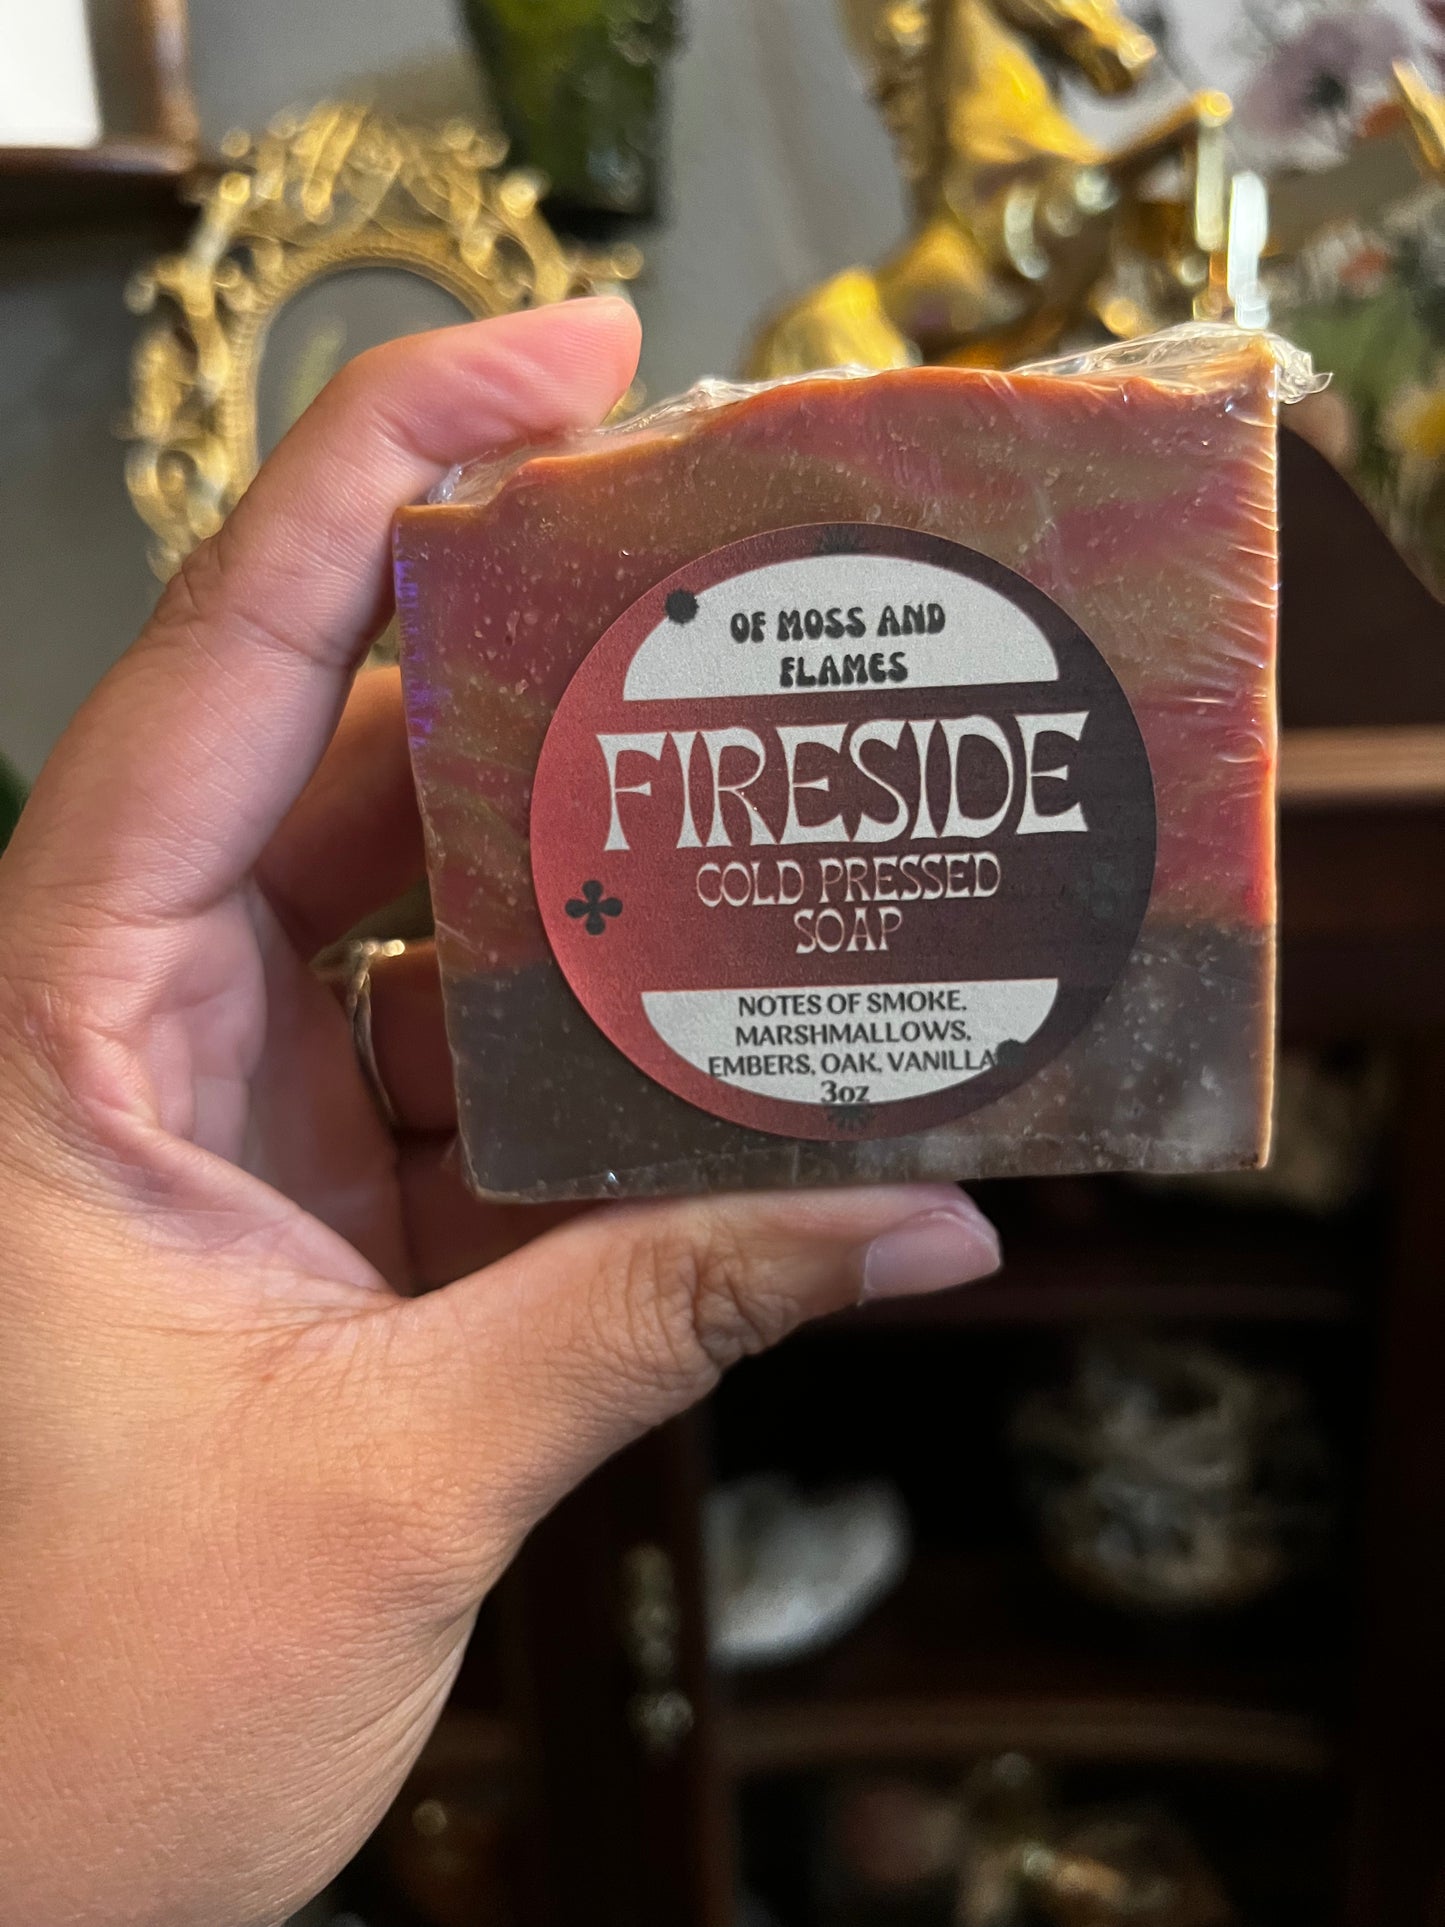 OF MOSS AND
FLAMES
FIRESIDE
COLD PRESSED
SOAP
NOTES OF SMOKE,
MARSHMALLOWS,
EMBERS, OAK, VANILLA
3oz